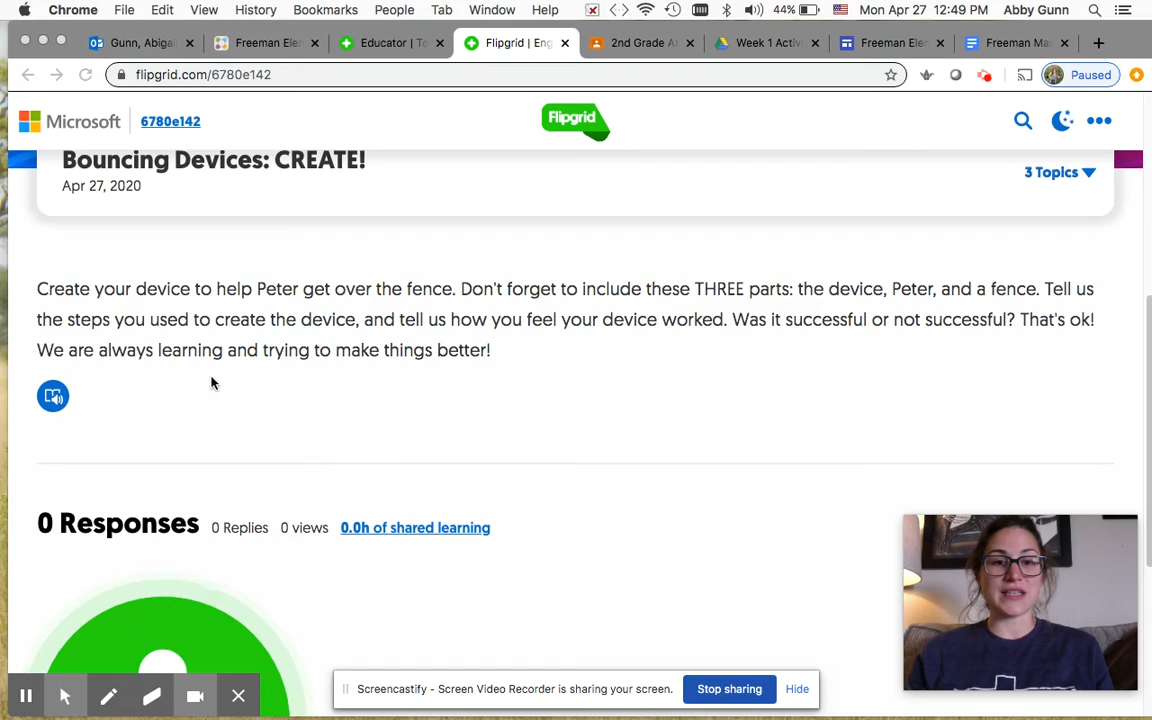 Chrome File Edit View History Bookmarks People Tab Window Help 44% Mon Apr 27 12:49 PM Abby Gunn
Gunn, Abigai Freeman Ele Educator | T Flipgrid | Eng 2nd Grade A Week 1 Activi Freeman Ele Freeman Ma
flipgrid.com/6780e142 Paused
Microsoft 6780e142 Flipgrid
Bouncing Devices: CREATE!
Apr 27, 2020
3 Topics
Create your device to help Peter get over the fence. Don't forget to include these THREE parts: the device, Peter, and a fence. Tell us
the steps you used to create the device, and tell us how you feel your device worked. Was it successful or not successful? That's ok!
We are always learning and trying to make things better!
0 Responses 0 Replies 0 views 0.0h of shared learning
Screencastify - Screen Video Recorder is sharing your screen. Stop sharing Hide